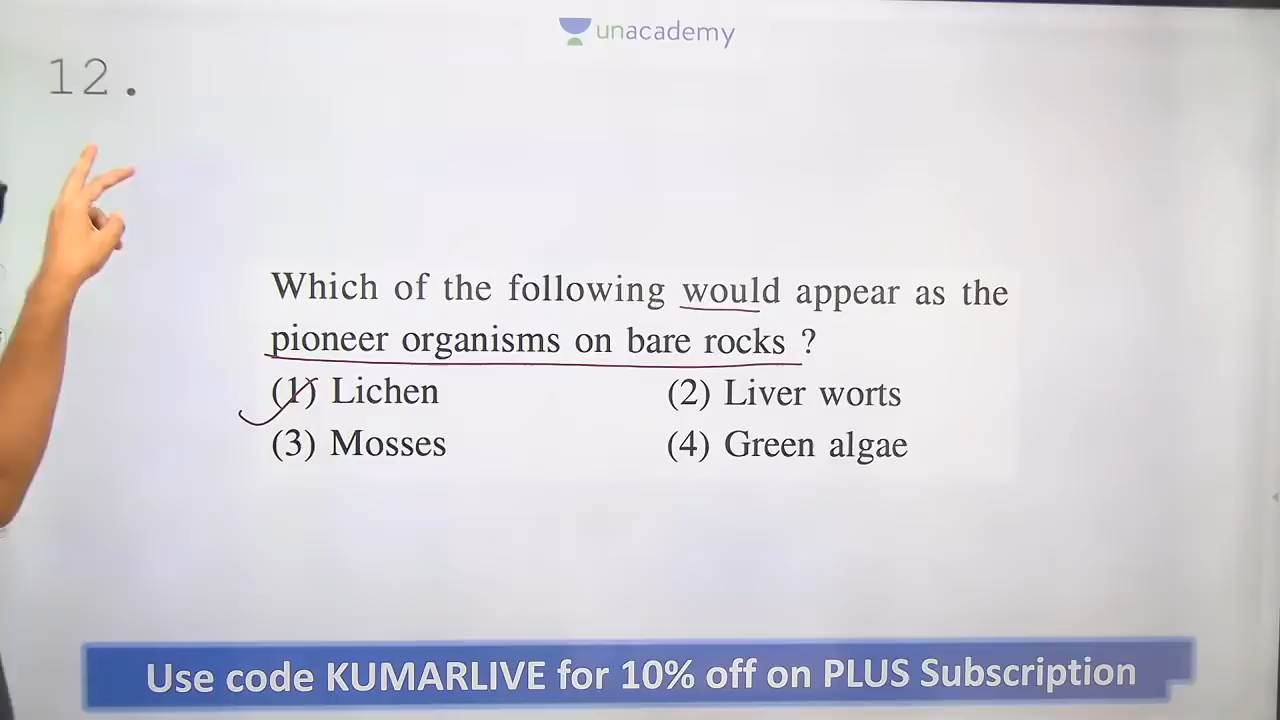 unacademy
12.
Which of the following would appear as the
pioneer organisms on bare rocks ?
(1) Lichen (2) Liver worts
(3) Mosses (4) Green algae
Use code KUMARLIVE for 10% off on PLUS Subscription